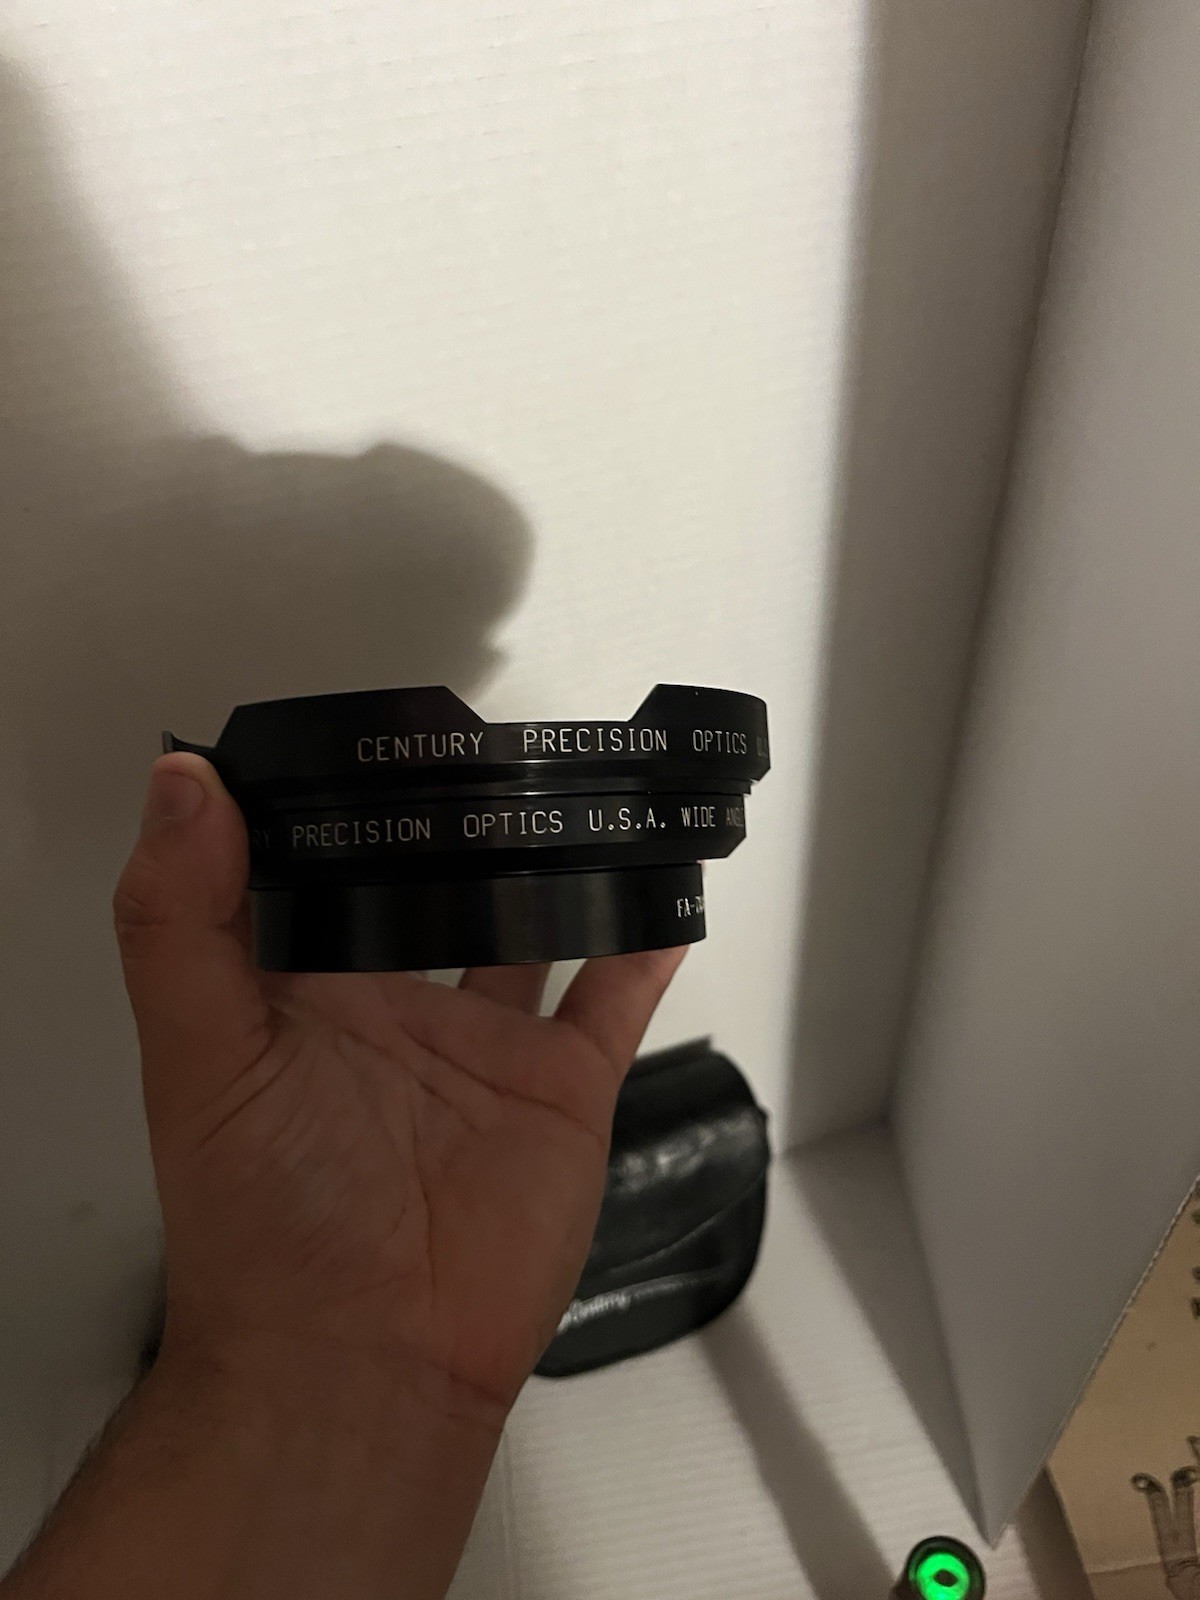 CENTURY PRECISION OPTICS
PRECISION OPTICS U.S.A. WIDE